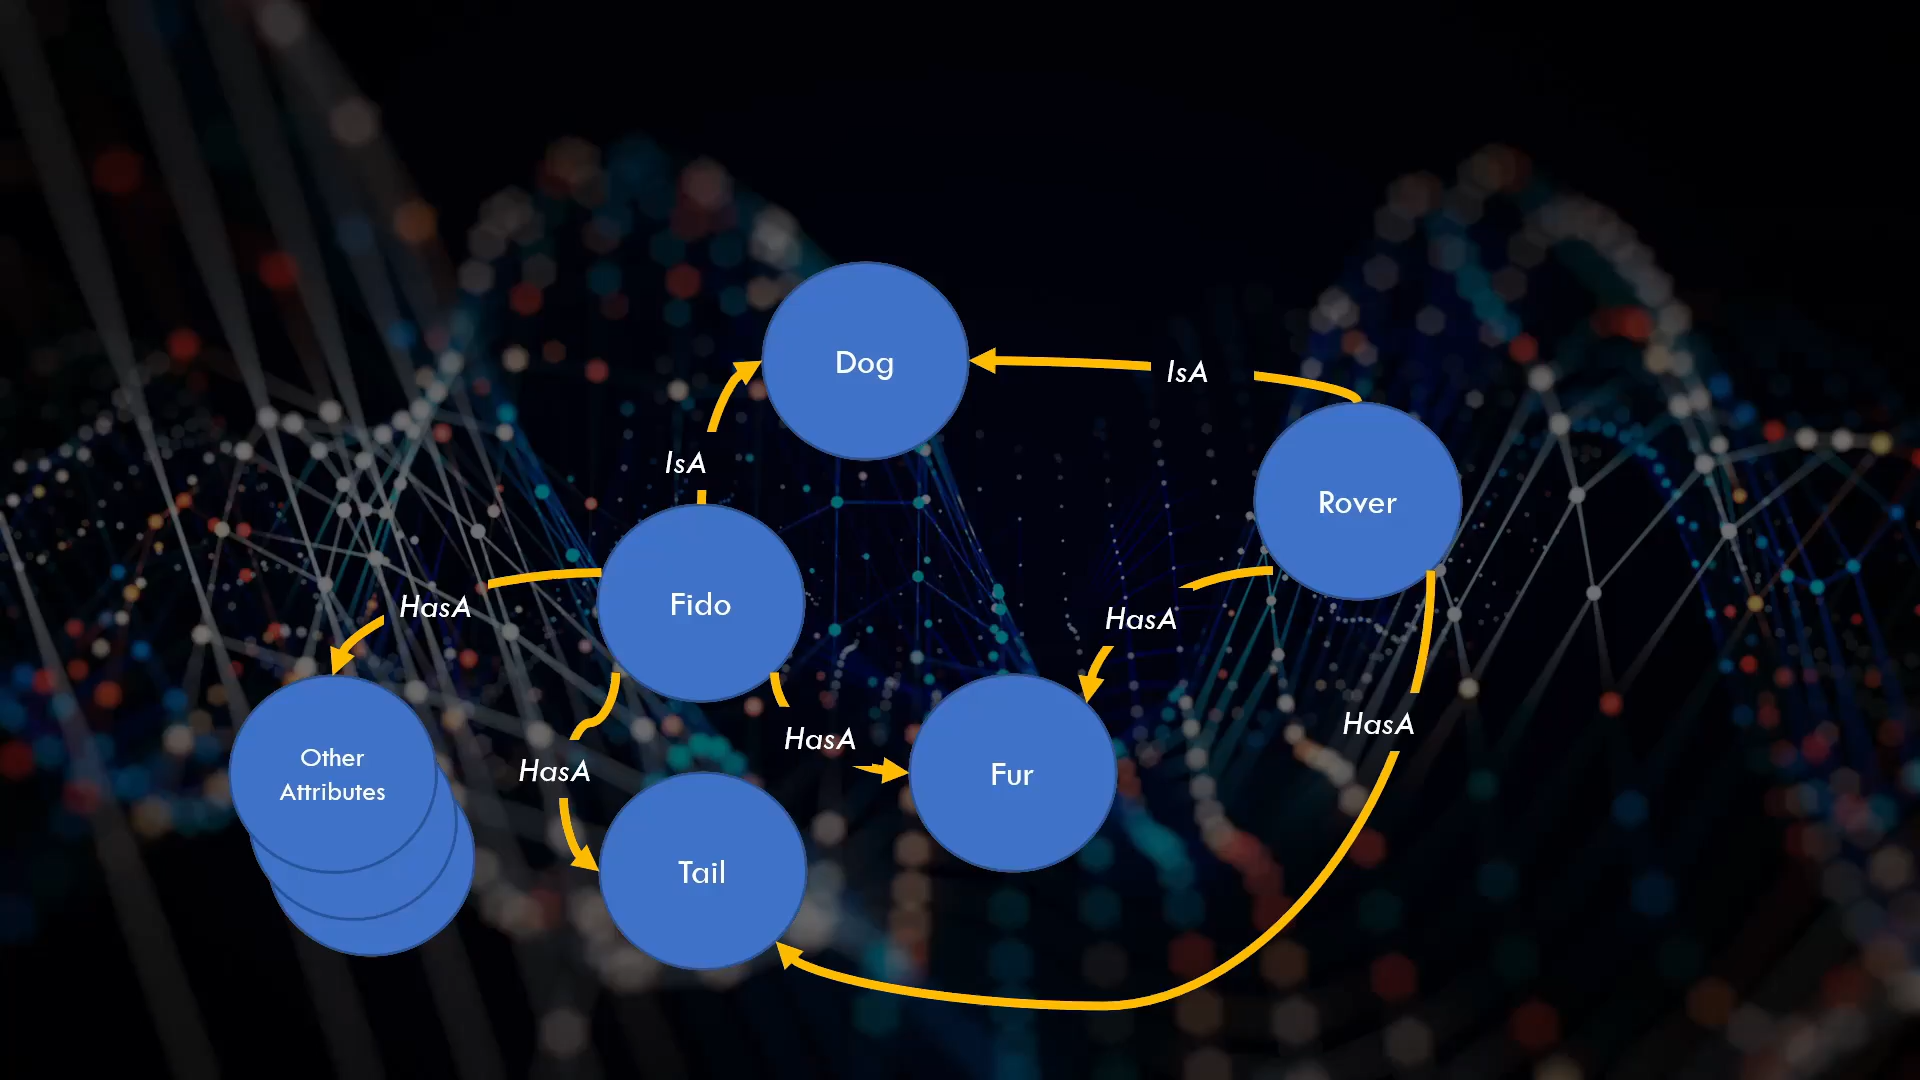 Dog
IsA
IsA
Rover
Fido
HasA
HasA
HasA
HasA
HasA
Other
Attributes
Fur
Tail